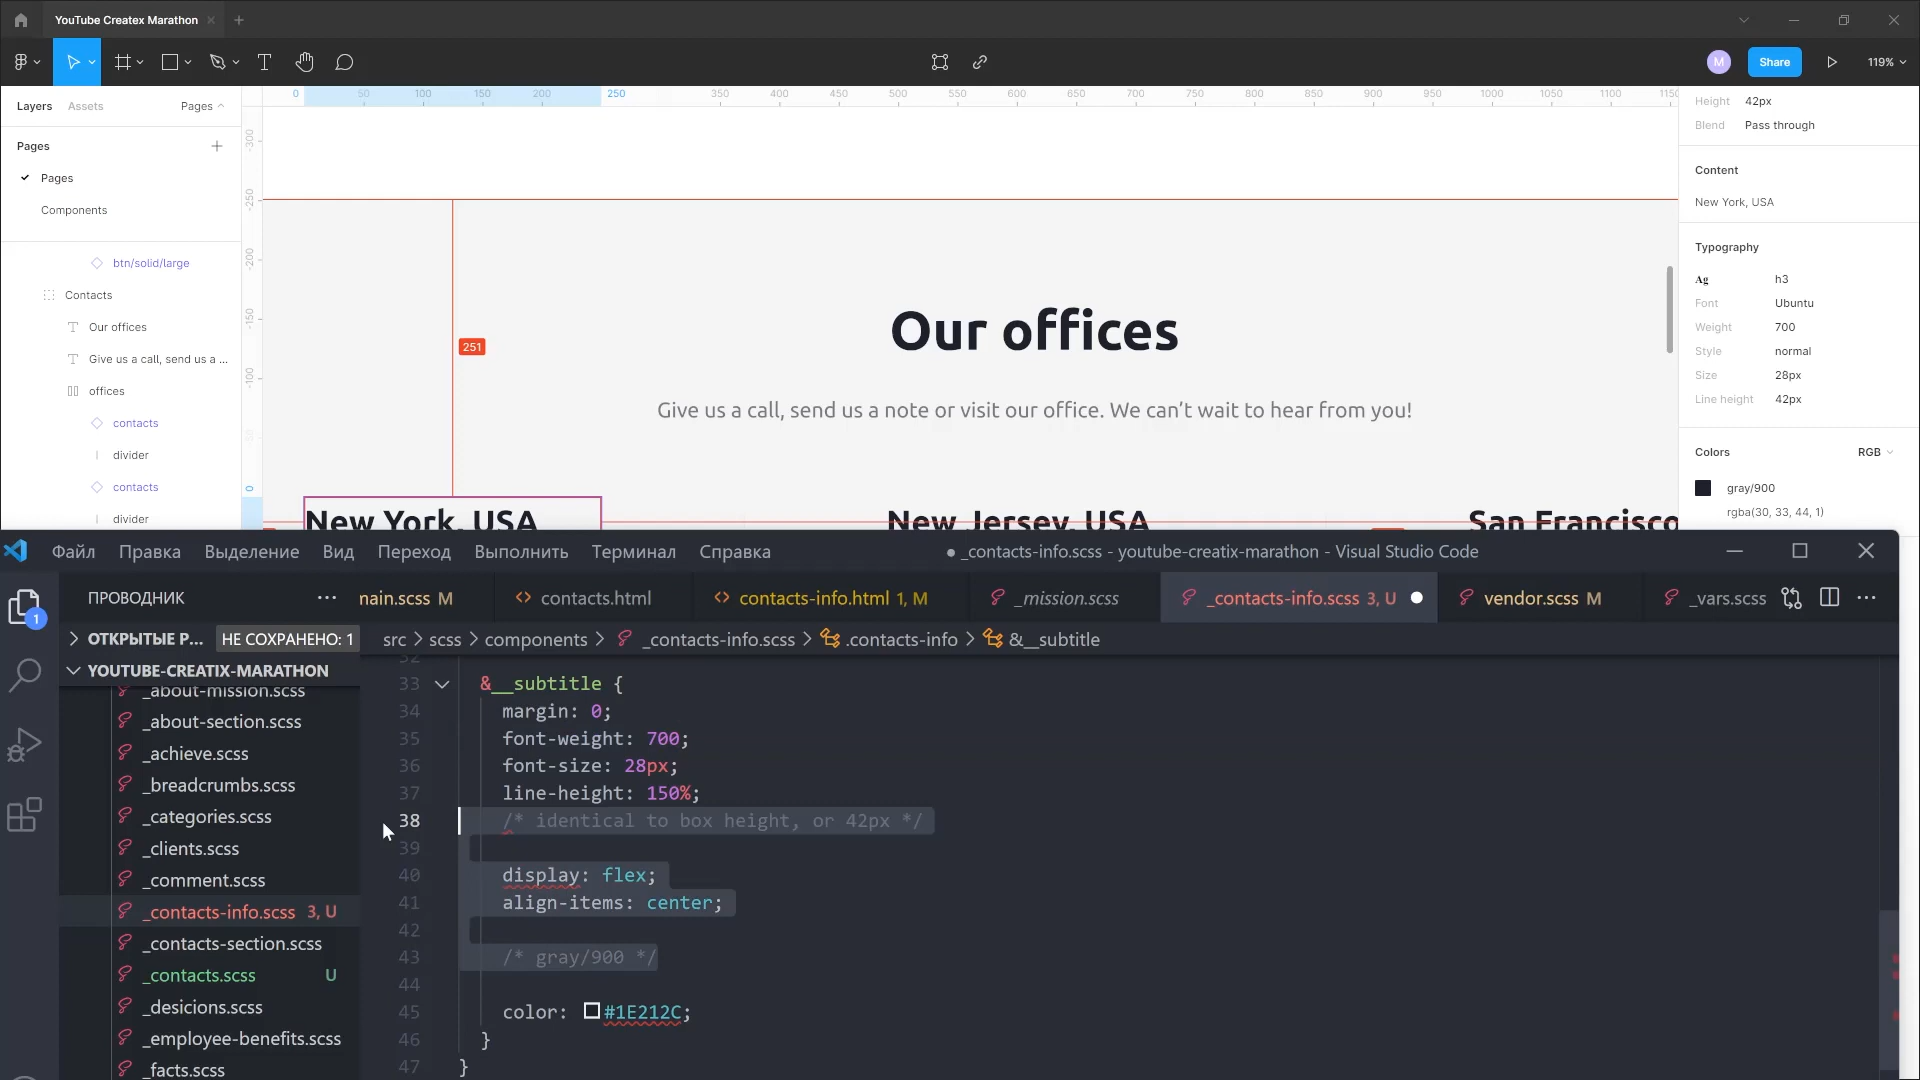 YouTube Createx Marathon
M
Share
119%
Layers
Assets
Pages
Pages
Pages
Components
btn/solid/large
Contacts
Our offices
Give us a call, send us a ...
offices
contacts
divider
contacts
divider
0
50
100
150
200
250
350
400
450
500
550
600
650
700
750
800
850
900
950
1000
1050
1100
1150
-300
-250
-200
-150
-100
50
0
251
Our offices
Give us a call, send us a note or visit our office. We can't wait to hear from you!
New York, USA
New Jersey, USA
San Francisco
Height 42px
Blend Pass through
Content
New York, USA
Typography
Ag h3
Font Ubuntu
Weight 700
Style normal
Size 28px
Line height 42px
Colors RGB
gray/900
rgba(30, 33, 44, 1)
Файл Правка Выделение Вид Переход Выполнить Терминал Справка
● _contacts-info.scss - youtube-creatix-marathon - Visual Studio Code
1
ПРОВОДНИК
ОТКРЫТЫЕ Р... НЕ СОХРАНЕНО: 1
YOUTUBE-CREATIX-MARATHON
_about-mission.scss
_about-section.scss
_achieve.scss
_breadcrumbs.scss
_categories.scss
_clients.scss
_comment.scss
_contacts-info.scss 3, U
_contacts-section.scss
_contacts.scss U
_desicions.scss
_employee-benefits.scss
_facts.scss
nain.scss M
contacts.html
contacts-info.html 1, M
_mission.scss
_contacts-info.scss 3, U
vendor.scss M
_vars.scss
src > scss > components > _contacts-info.scss > .contacts-info > &__subtitle
32
33 &__subtitle {
34 margin: 0;
35 font-weight: 700;
36 font-size: 28px;
37 line-height: 150%;
38 /* identical to box height, or 42px */
39
40 display: flex;
41 align-items: center;
42
43 /* gray/900 */
44
45 color: #1E212C;
46 }
47 }